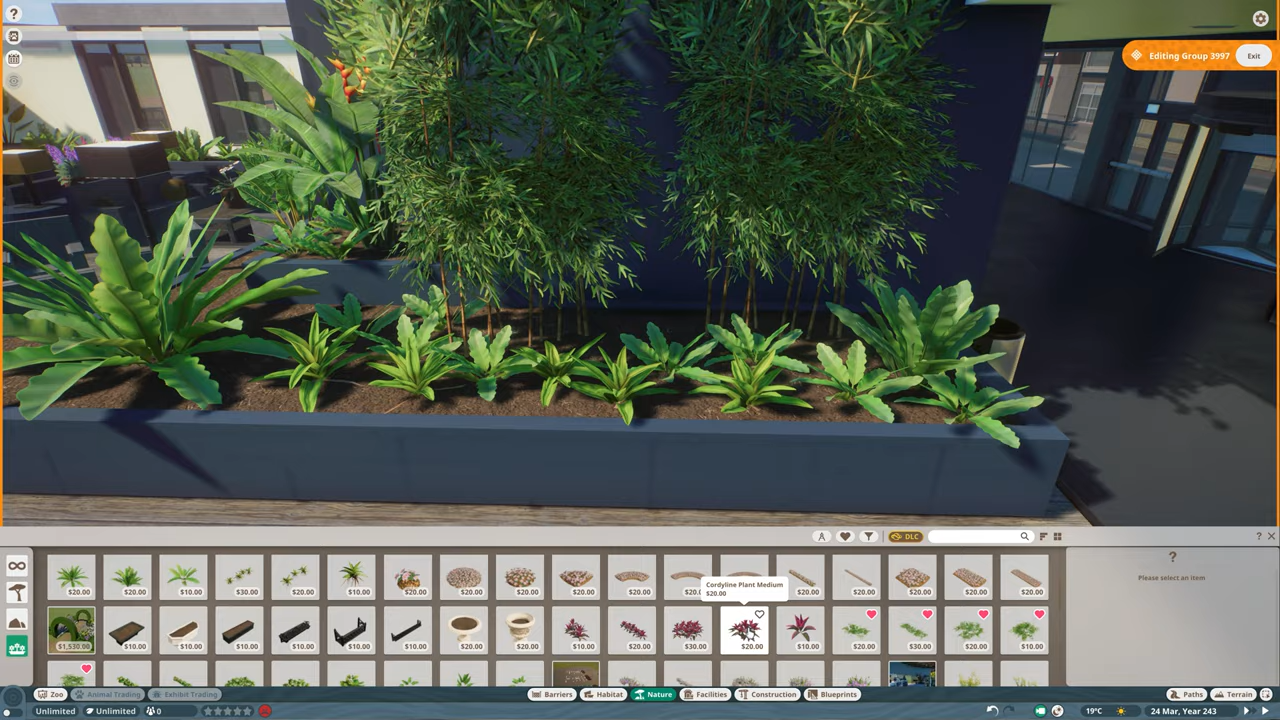 ?
Editing Group 3997
Exit
DLC
?
$20.00
$20.00
$10.00
$30.00
$20.00
$10.00
$20.00
$20.00
$20.00
$20.00
$20.00
Cordyline Plant Medium
$20.00
$20.00
$20.00
$20.00
$20.00
$20.00
?
Please select an item
$1,530.00
$10.00
$10.00
$10.00
$10.00
$10.00
$10.00
$20.00
$20.00
$10.00
$20.00
$30.00
$20.00
$10.00
$20.00
$30.00
$20.00
$10.00
Zoo
Animal Trading
Exhibit Trading
Barriers
Habitat
Nature
Facilities
Construction
Blueprints
Paths
Terrain
Unlimited
Unlimited
0
19°C
24 Mar, Year 243